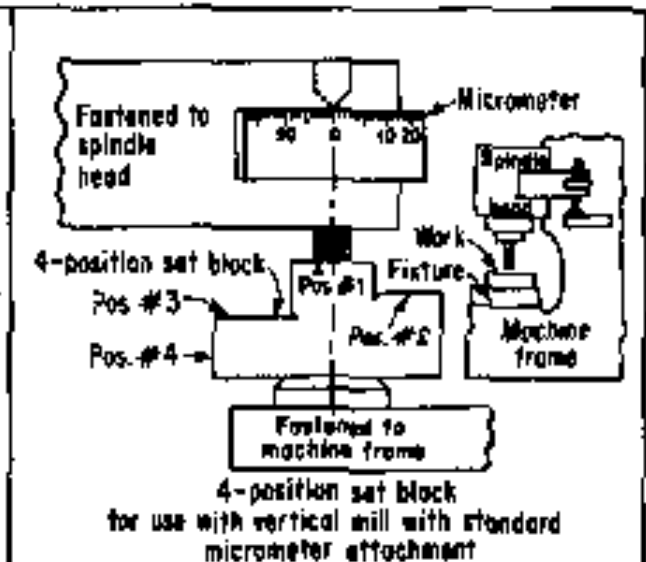 Fastened to
spindle
head
Micrometer
90 0 10 20
Spindle
head
4-position set block
Pos. #1
Pos #3
Pos. #2
Pos. #4
Work
Fixture
Machine
frame
Fastened to
machine frame
4-position set block
for use with vertical mill with standard
micrometer attachment